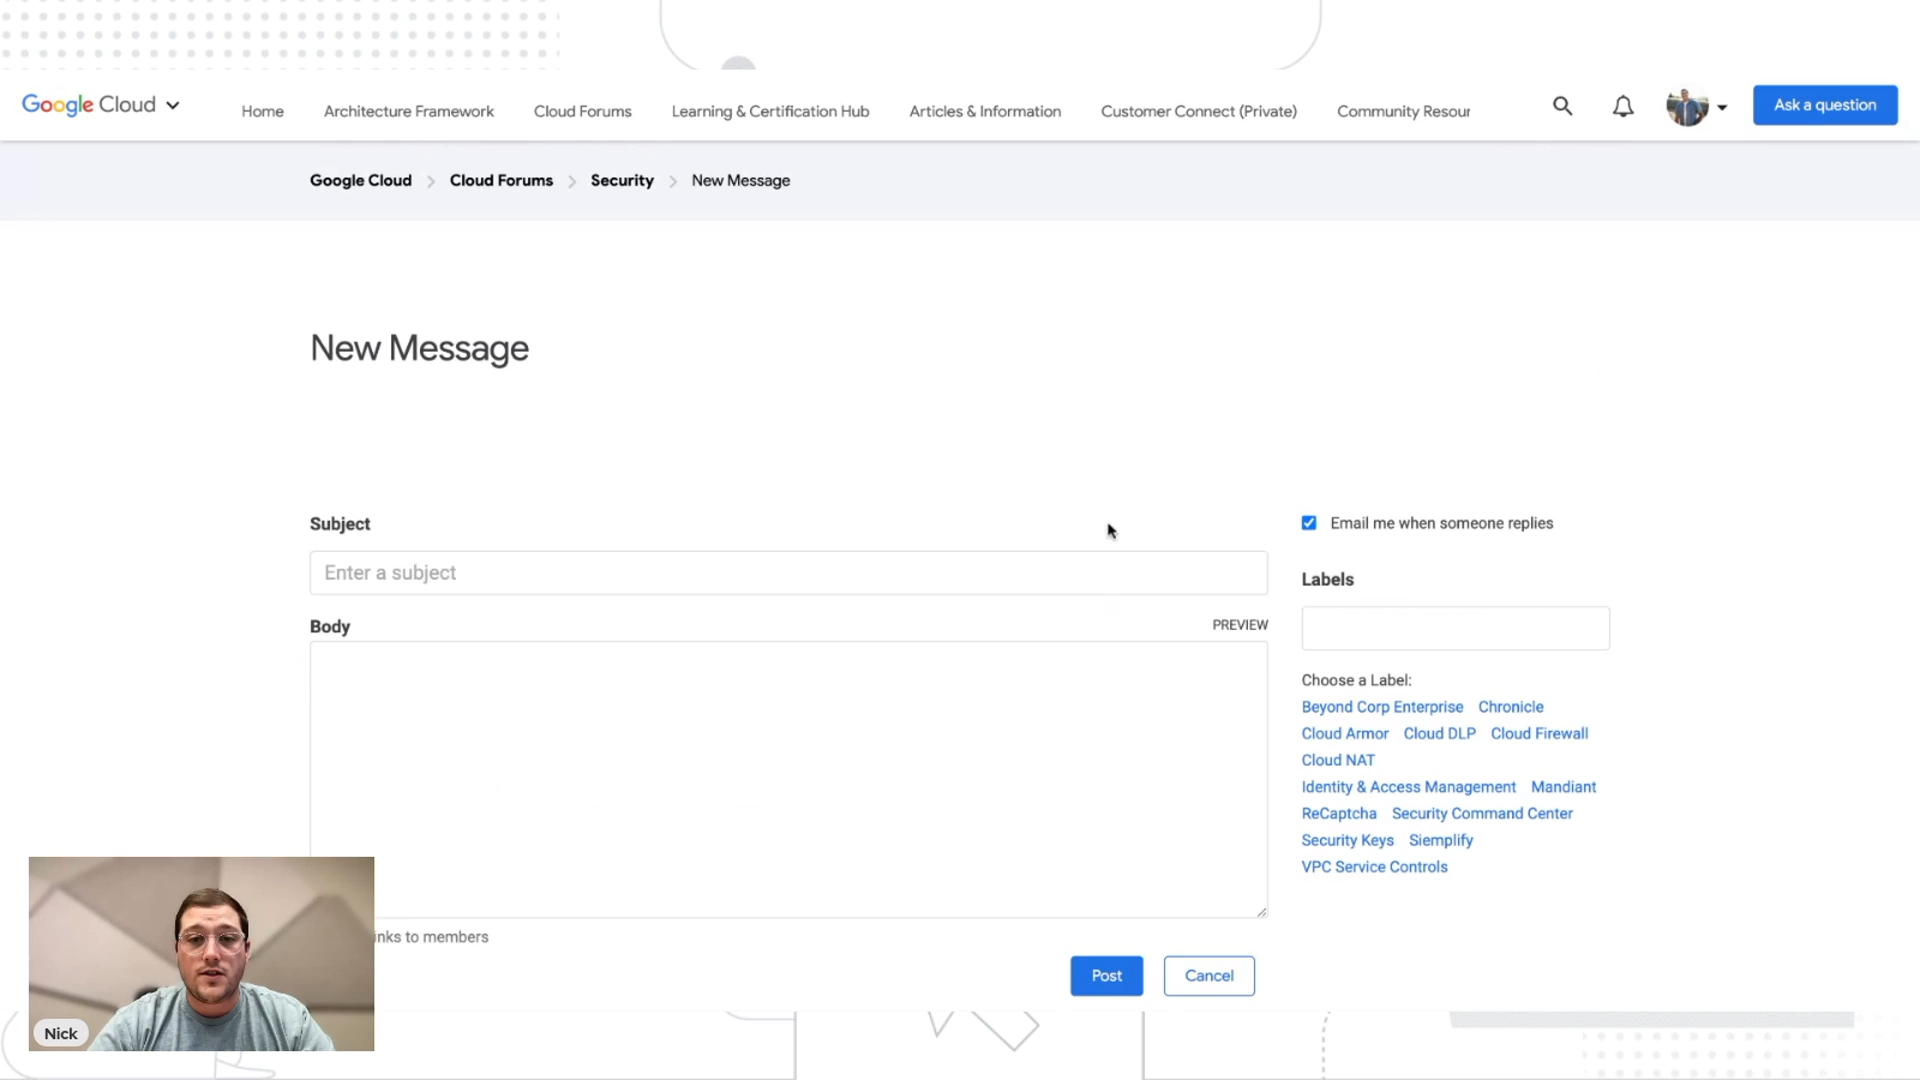 Google Cloud
Home Architecture Framework Cloud Forums Learning & Certification Hub Articles & Information Customer Connect (Private) Community Resour
Ask a question
Google Cloud Cloud Forums Security New Message
New Message
Subject
Enter a subject
Body
PREVIEW
inks to members
Post Cancel
Email me when someone replies
Labels
Choose a Label:
Beyond Corp Enterprise Chronicle
Cloud Armor Cloud DLP Cloud Firewall
Cloud NAT
Identity & Access Management Mandiant
ReCaptcha Security Command Center
Security Keys Siemplify
VPC Service Controls
Nick